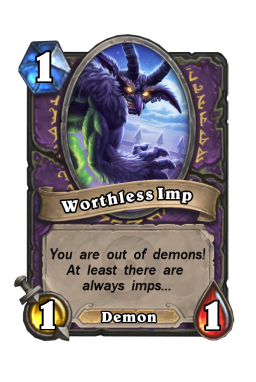 1
Worthless Imp
You are out of demons!
At least there are
always imps...
1 Demon 1